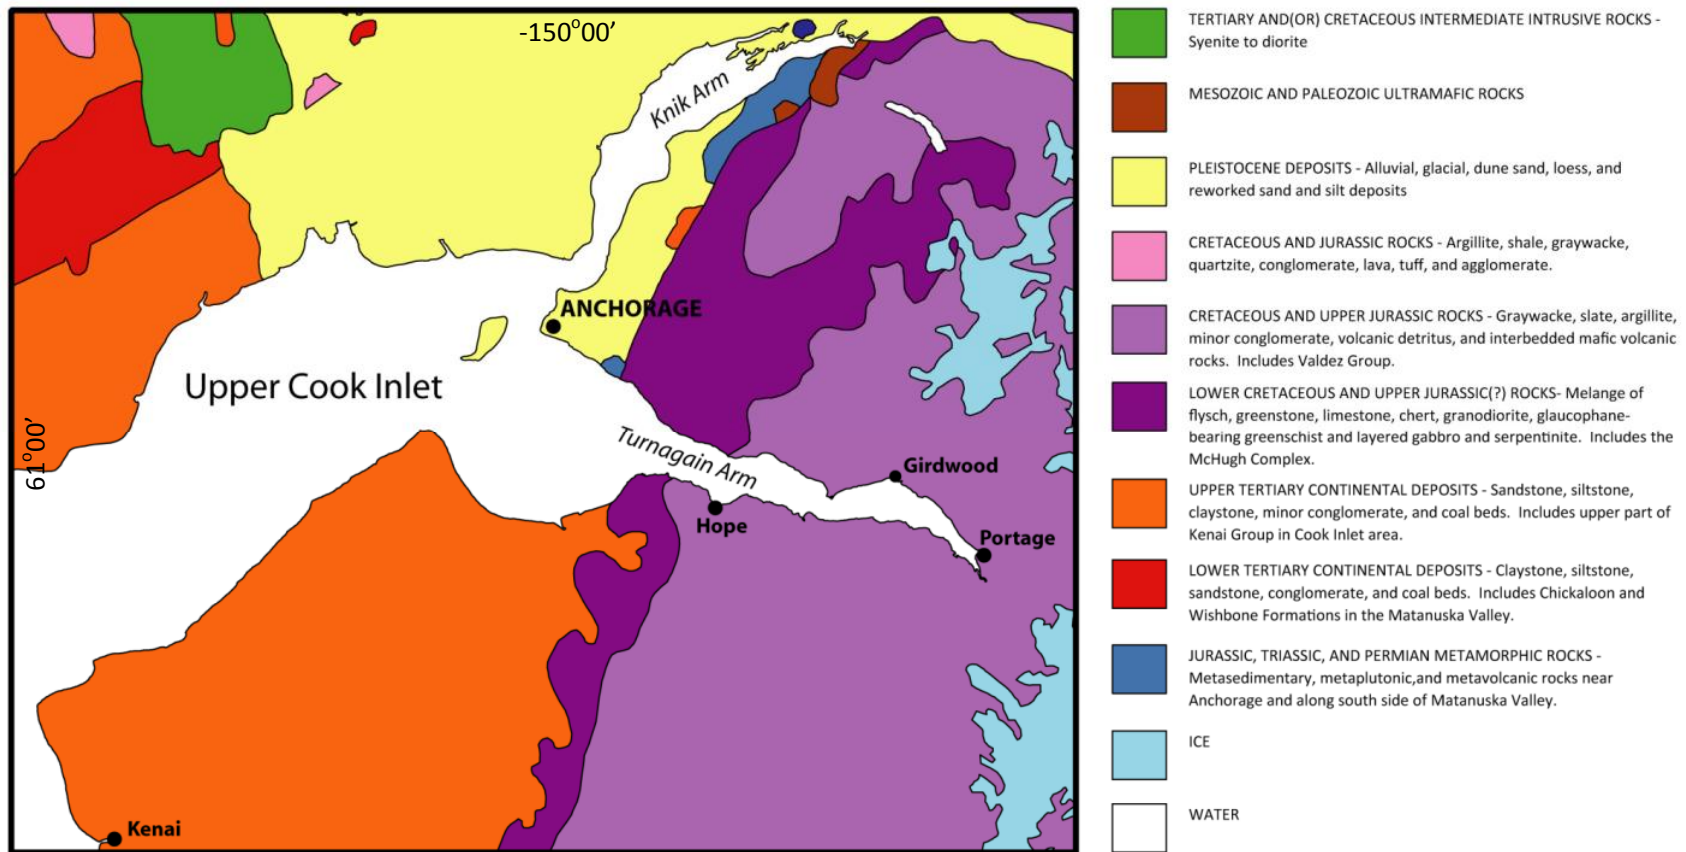 -150°00'
Knik Arm
ANCHORAGE
Upper Cook Inlet
61°00'
Turnagain Arm
Girdwood
Hope
Portage
Kenai
TERTIARY AND(OR) CRETACEOUS INTERMEDIATE INTRUSIVE ROCKS -
Syenite to diorite
MESOZOIC AND PALEOZOIC ULTRAMAFIC ROCKS
PLEISTOCENE DEPOSITS - Alluvial, glacial, dune sand, loess, and
reworked sand and silt deposits
CRETACEOUS AND JURASSIC ROCKS - Argillite, shale, graywacke,
quartzite, conglomerate, lava, tuff, and agglomerate.
CRETACEOUS AND UPPER JURASSIC ROCKS - Graywacke, slate, argillite,
minor conglomerate, volcanic detritus, and interbedded mafic volcanic
rocks. Includes Valdez Group.
LOWER CRETACEOUS AND UPPER JURASSIC(?) ROCKS- Melange of
flysch, greenstone, limestone, chert, granodiorite, glaucophane-
bearing greenschist and layered gabbro and serpentinite. Includes the
McHugh Complex.
UPPER TERTIARY CONTINENTAL DEPOSITS - Sandstone, siltstone,
claystone, minor conglomerate, and coal beds. Includes upper part of
Kenai Group in Cook Inlet area.
LOWER TERTIARY CONTINENTAL DEPOSITS - Claystone, siltstone,
sandstone, conglomerate, and coal beds. Includes Chickaloon and
Wishbone Formations in the Matanuska Valley.
JURASSIC, TRIASSIC, AND PERMIAN METAMORPHIC ROCKS -
Metasedimentary, metaplutonic,and metavolcanic rocks near
Anchorage and along south side of Matanuska Valley.
ICE
WATER